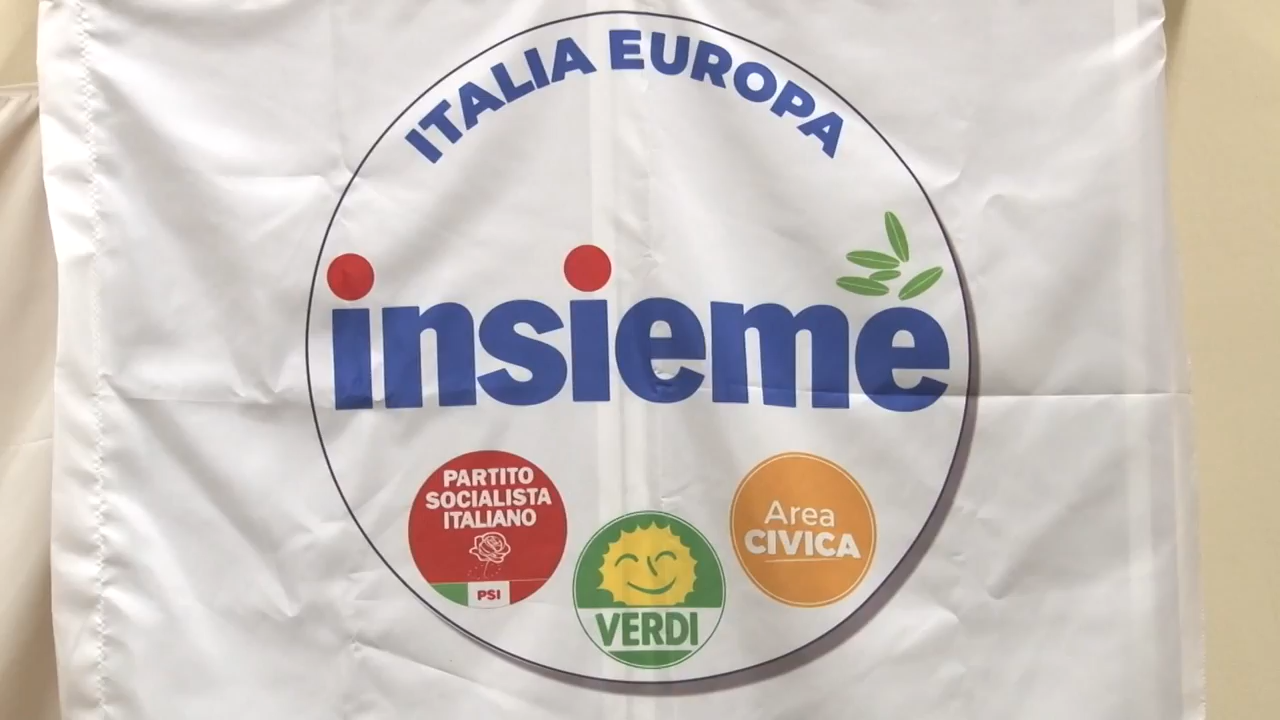 ITALIA EUROPA
insieme
PARTITO
SOCIALISTA
ITALIANO
PSI
VERDI
Area
CIVICA